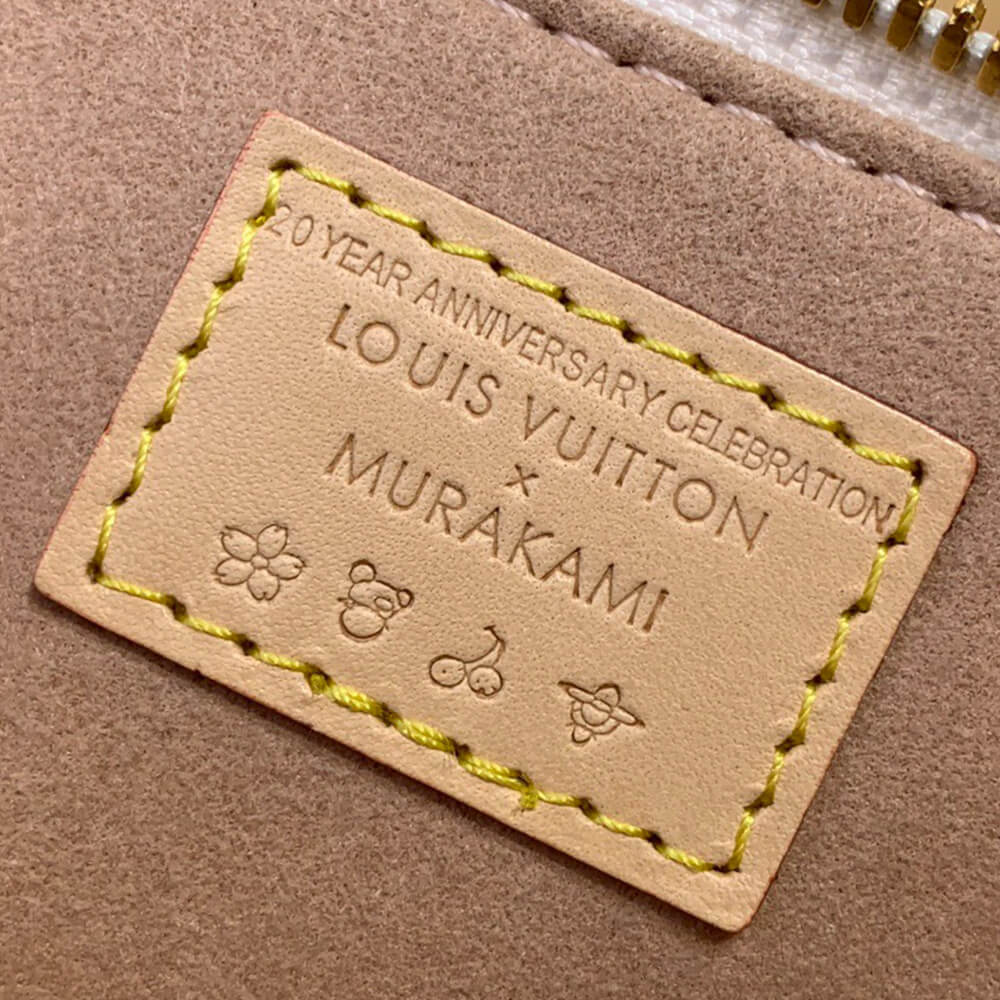 20 YEAR ANNIVERSARY CELEBRATION
LOUIS VUITTON
×
MURAKAMI